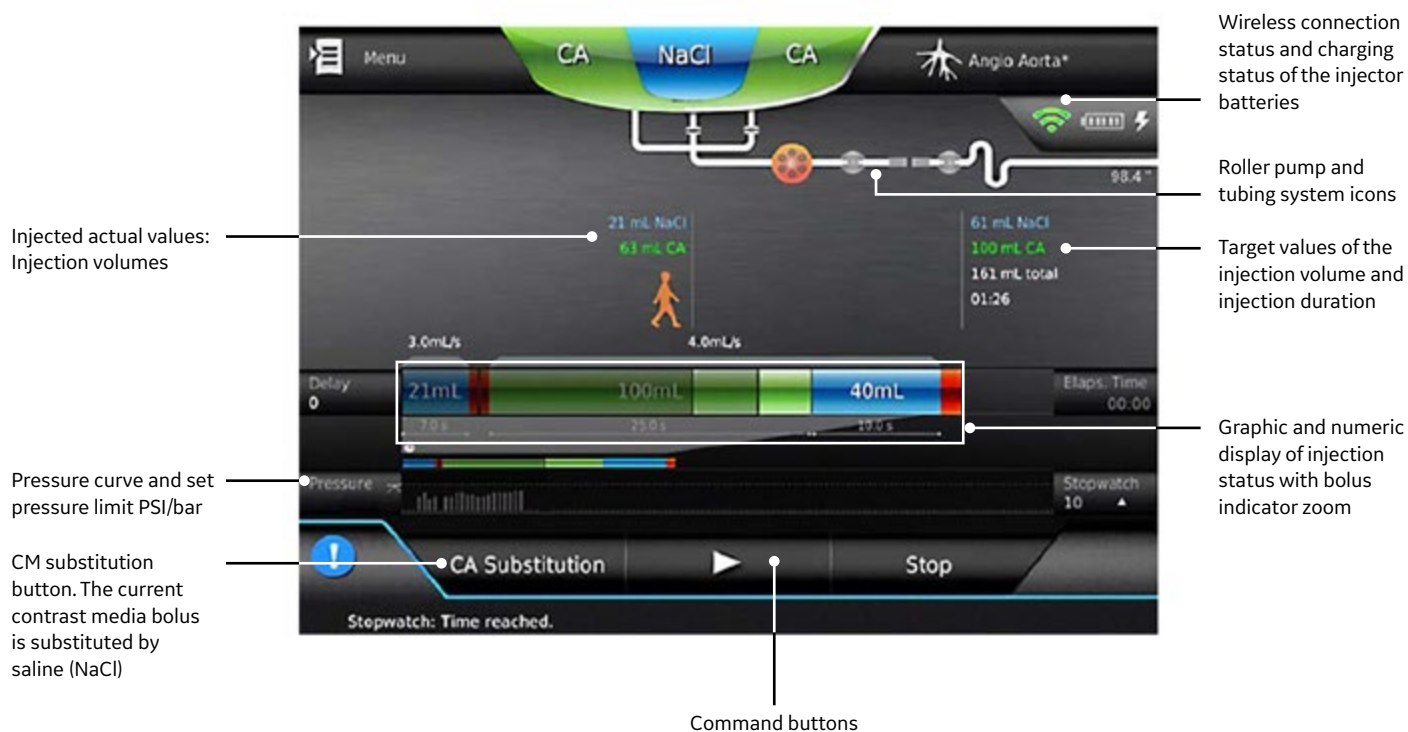 Menu
CA
NaCl
CA
Angio Aorta*
Wireless connection
status and charging
status of the injector
batteries
98.4 "
Roller pump and
tubing system icons
Injected actual values:
Injection volumes
21 mL NaCl
63 mL CA
61 mL NaCl
100 mL CA
161 mL total
01:26
Target values of the
injection volume and
injection duration
3.0mL/s
4.0mL/s
Delay
0
21mL
100mL
40mL
Elaps. Time
00:00
7.0 s
25.0 s
10.0 s
Graphic and numeric
display of injection
status with bolus
indicator zoom
Pressure curve and set
pressure limit PSI/bar
Pressure
Stopwatch
10
CM substitution
button. The current
contrast media bolus
is substituted by
saline (NaCl)
CA Substitution
Stop
Stopwatch: Time reached.
Command buttons